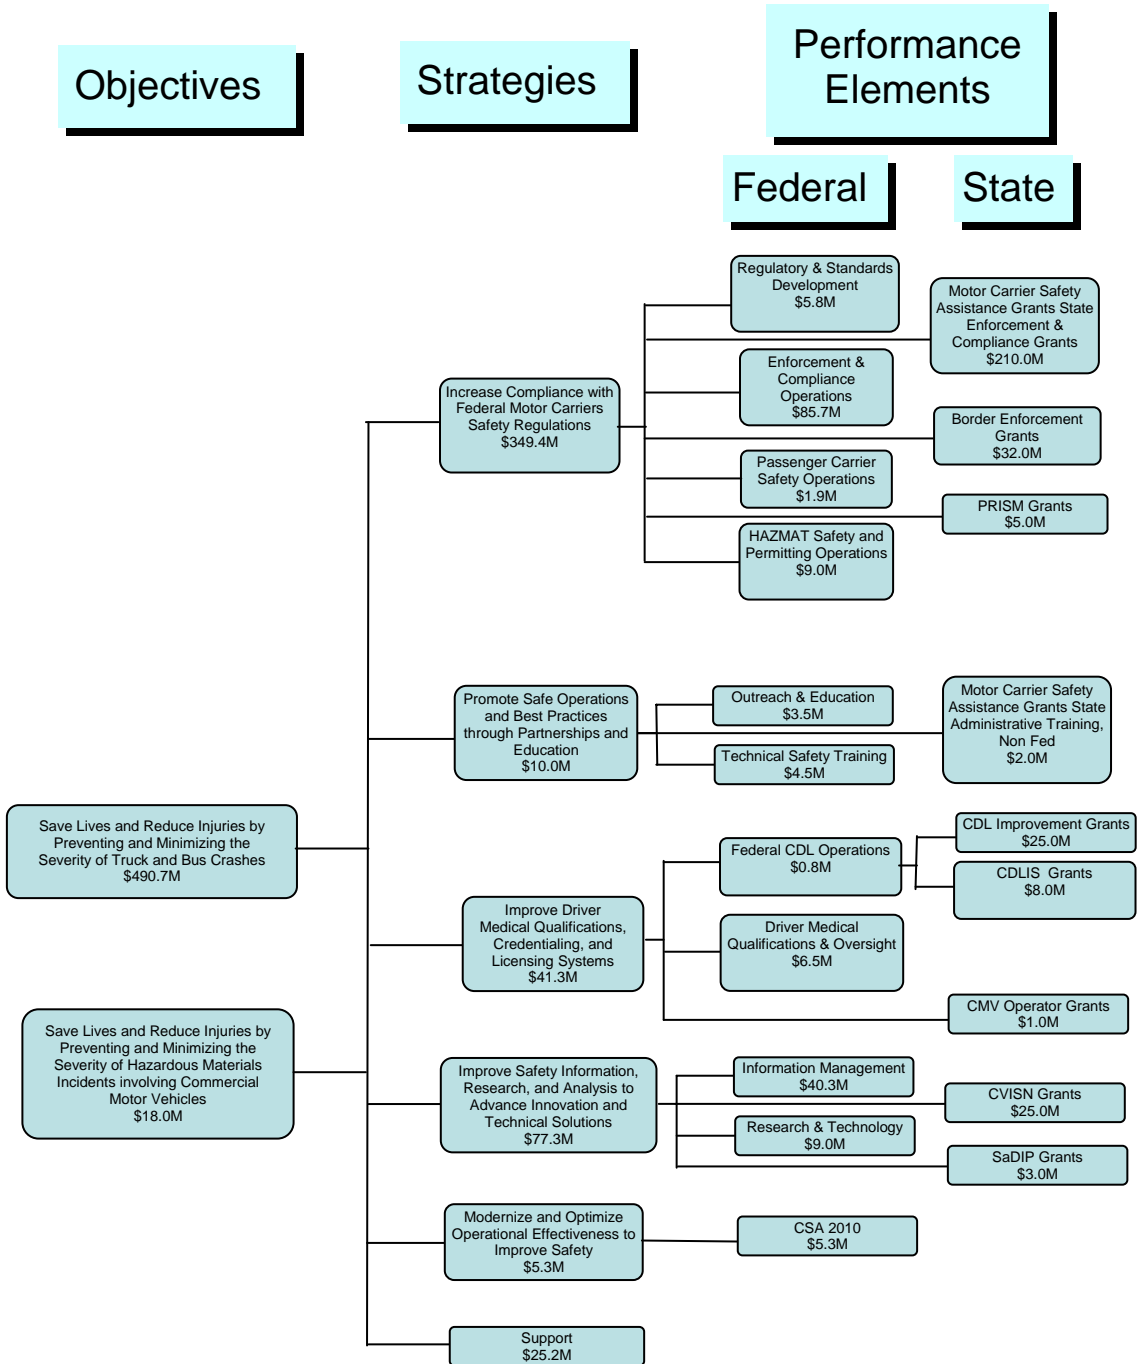 Objectives
Strategies
Performance
Elements
Federal
State
Regulatory & Standards
Development
$5.8M
Motor Carrier Safety
Assistance Grants State
Enforcement &
Compliance Grants
$210.0M
Enforcement &
Compliance
Operations
$85.7M
Increase Compliance with
Federal Motor Carriers
Safety Regulations
$349.4M
Border Enforcement
Grants
$32.0M
Passenger Carrier
Safety Operations
$1.9M
PRISM Grants
$5.0M
HAZMAT Safety and
Permitting Operations
$9.0M
Promote Safe Operations
and Best Practices
through Partnerships and
Education
$10.0M
Outreach & Education
$3.5M
Technical Safety Training
$4.5M
Motor Carrier Safety
Assistance Grants State
Administrative Training,
Non Fed
$2.0M
Save Lives and Reduce Injuries by
Preventing and Minimizing the
Severity of Truck and Bus Crashes
$490.7M
Federal CDL Operations
$0.8M
CDL Improvement Grants
$25.0M
CDLIS Grants
$8.0M
Improve Driver
Medical Qualifications,
Credentialing, and
Licensing Systems
$41.3M
Driver Medical
Qualifications & Oversight
$6.5M
CMV Operator Grants
$1.0M
Save Lives and Reduce Injuries by
Preventing and Minimizing the
Severity of Hazardous Materials
Incidents involving Commercial
Motor Vehicles
$18.0M
Improve Safety Information,
Research, and Analysis to
Advance Innovation and
Technical Solutions
$77.3M
Information Management
$40.3M
CVISN Grants
$25.0M
Research & Technology
$9.0M
SaDIP Grants
$3.0M
Modernize and Optimize
Operational Effectiveness to
Improve Safety
$5.3M
CSA 2010
$5.3M
Support
$25.2M